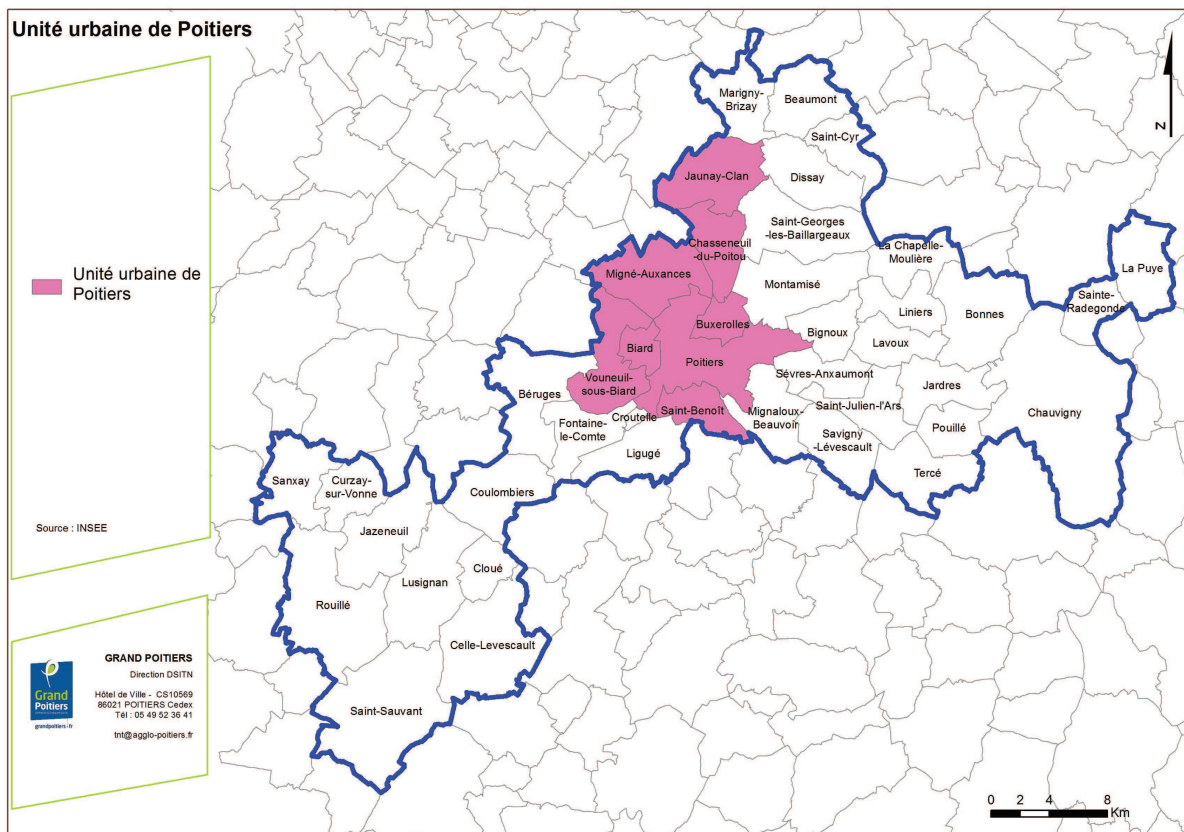 Unité urbaine de Poitiers
Unité urbaine de
Poitiers
Source : INSEE
GRAND POITIERS
Direction DSITN
Hôtel de Ville - CS10569
86021 POITIERS Cedex
Tél : 05 49 52 36 41
tnt@agglo-poitiers.fr
Grand
Poitiers
grandpoitiers.fr
Marigny-
Brizay
Beaumont
Saint-Cyr
Jaunay-Clan
Dissay
Saint-Georges
-les-Baillargeaux
Chasseneuil
-du-Poitou
La Chapelle-
Moulière
La Puye
Migné-Auxances
Montamisé
Sainte-
Radegonde
Liniers
Bonnes
Buxerolles
Bignoux
Lavoux
Biard
Poitiers
Vouneuil-
sous-Biard
Sévres-Anxaumont
Béruges
Jardres
Saint-Julien-l'Ars
Chauvigny
Saint-Benoît
Mignaloux-
Beauvoir
Croutelle
Fontaine-
le-Comte
Pouillé
Savigny
-Lévescault
Ligugé
Tercé
Sanxay
Curzay-
sur-Vonne
Coulombiers
Jazeneuil
Cloué
Lusignan
Rouillé
Celle-Levescault
Saint-Sauvant
N
0 2 4 8
Km